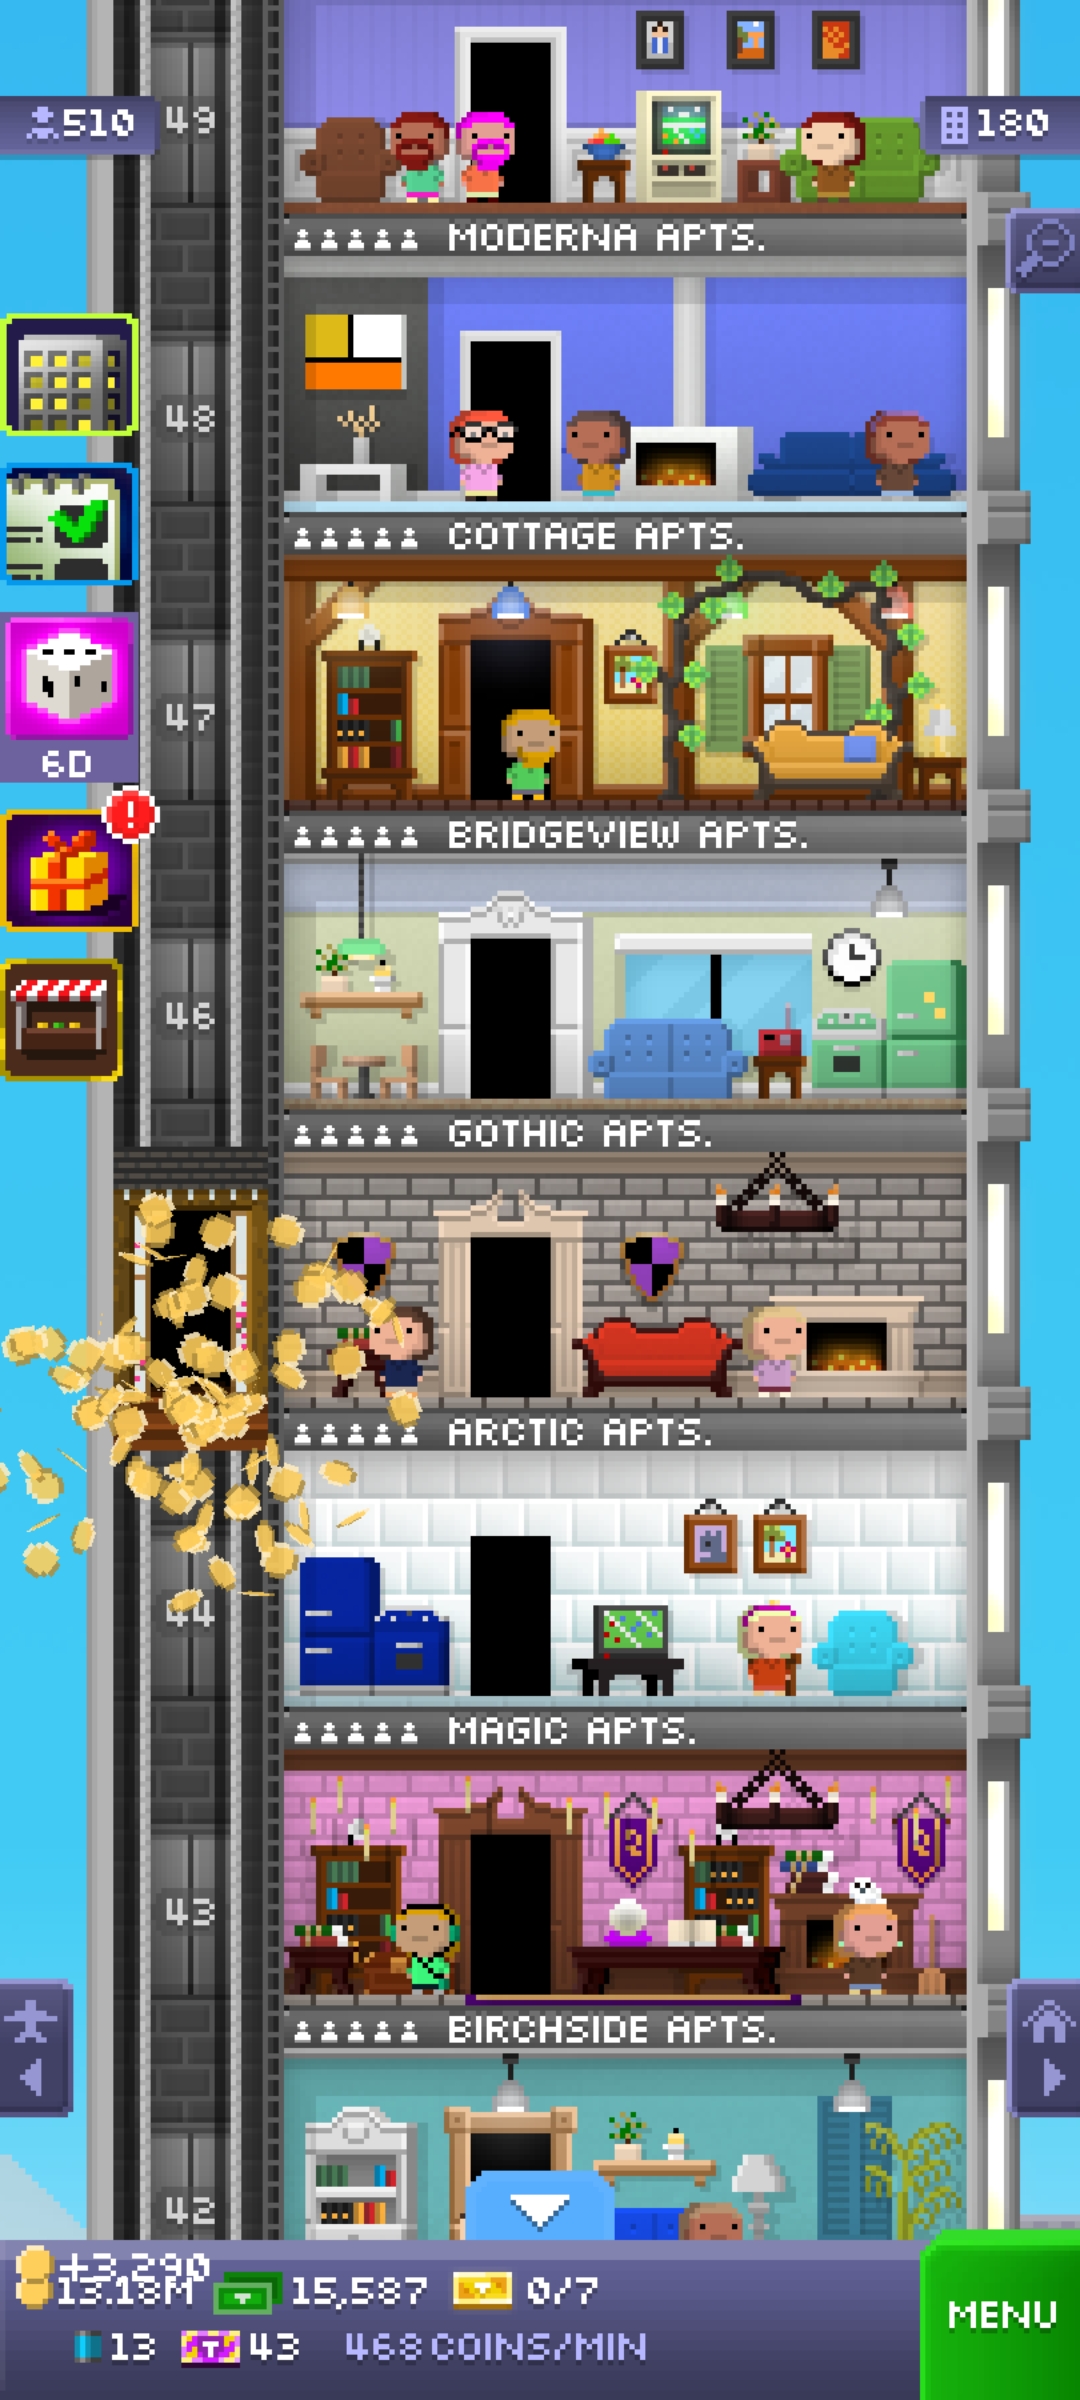 49
510
180
MODERNA APTS.
48
COTTAGE APTS.
47
6D
!
BRIDGEVIEW APTS.
46
GOTHIC APTS.
ARCTIC APTS.
44
MAGIC APTS.
43
BIRCHSIDE APTS.
42
+3,290
13.18M
15,587
0/7
MENU
13
43
468 COINS/MIN